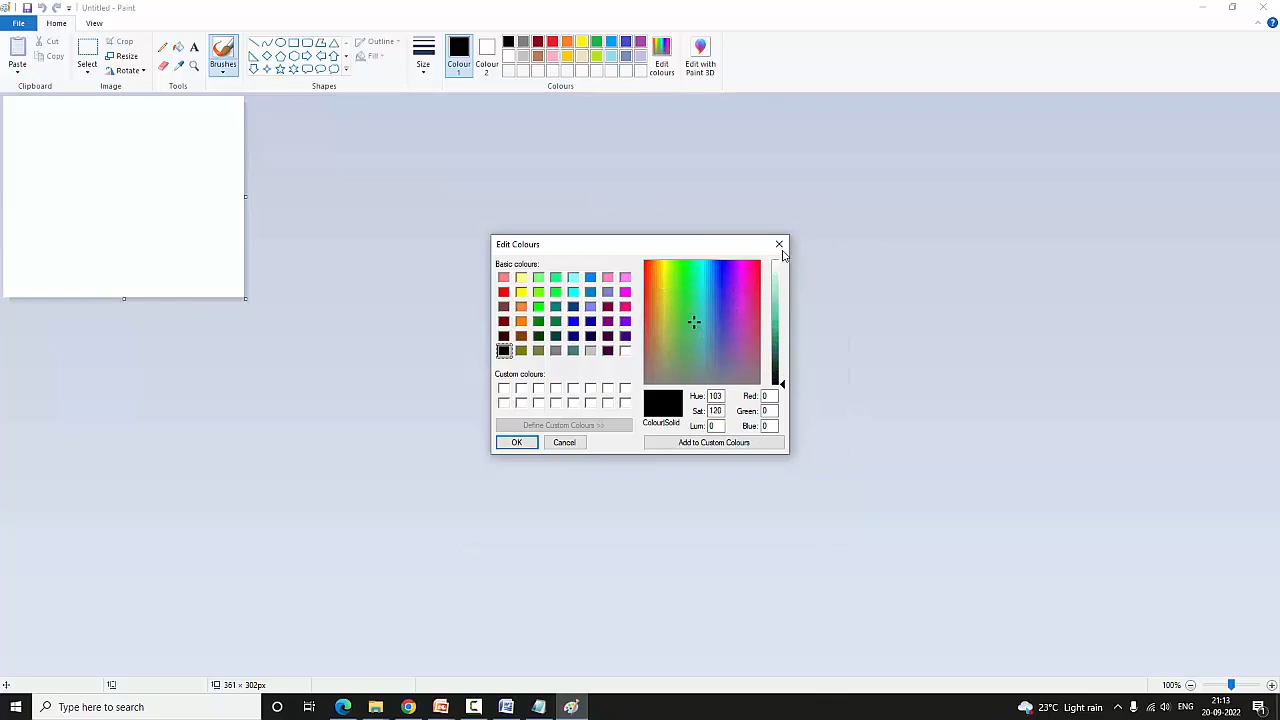 Untitled - Paint
File Home View
Paste
Cut
Copy
Clipboard
Select
Crop
Resize
Rotate
Image
A
Tools
Brushes
Outline
Fill
Shapes
Size
Colour
1
Colour
2
Edit
colours
Edit with
Paint 3D
Colours
Edit Colours
Basic colours:
Custom colours:
Define Custom Colours >>
OK Cancel
Colour|Solid
Hue: 103 Red: 0
Sat: 120 Green: 0
Lum: 0 Blue: 0
Add to Custom Colours
361 × 302px
100%
Type here to search
23°C Light rain
ENG
21:13
20-09-2022